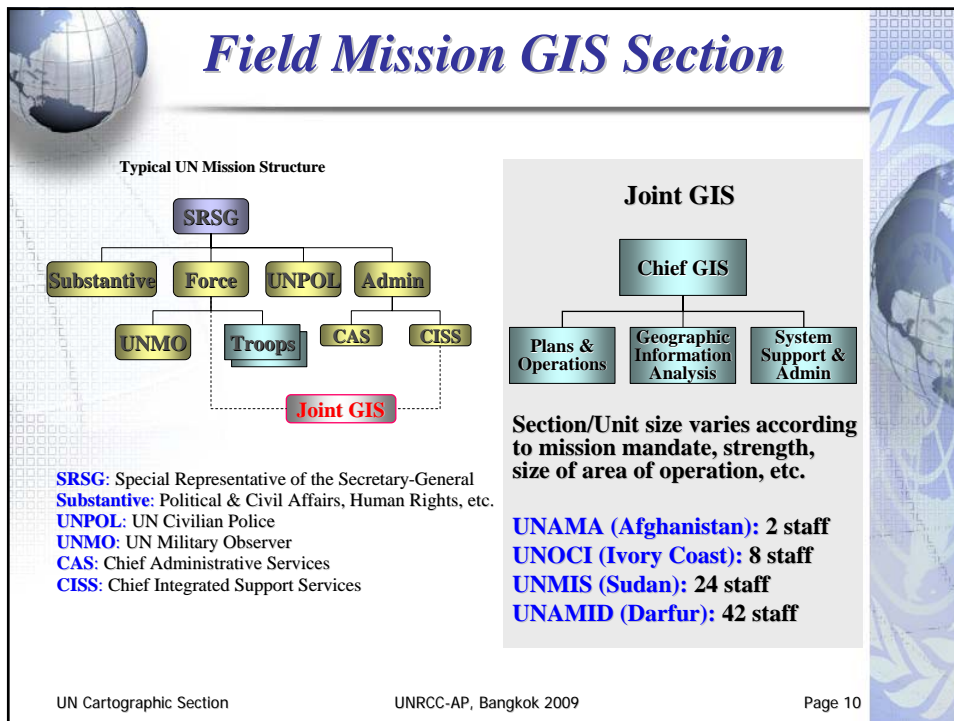 Field Mission GIS Section
Typical UN Mission Structure
SRSG
Substantive
Force
UNPOL
Admin
UNMO
Troops
CAS
CISS
Joint GIS
SRSG: Special Representative of the Secretary-General
Substantive: Political & Civil Affairs, Human Rights, etc.
UNPOL: UN Civilian Police
UNMO: UN Military Observer
CAS: Chief Administrative Services
CISS: Chief Integrated Support Services
Joint GIS
Chief GIS
Plans &
Operations
Geographic
Information
Analysis
System
Support &
Admin
Section/Unit size varies according
to mission mandate, strength,
size of area of operation, etc.
UNAMA (Afghanistan): 2 staff
UNOCI (Ivory Coast): 8 staff
UNMIS (Sudan): 24 staff
UNAMID (Darfur): 42 staff
UN Cartographic Section
UNRCC-AP, Bangkok 2009
Page 10